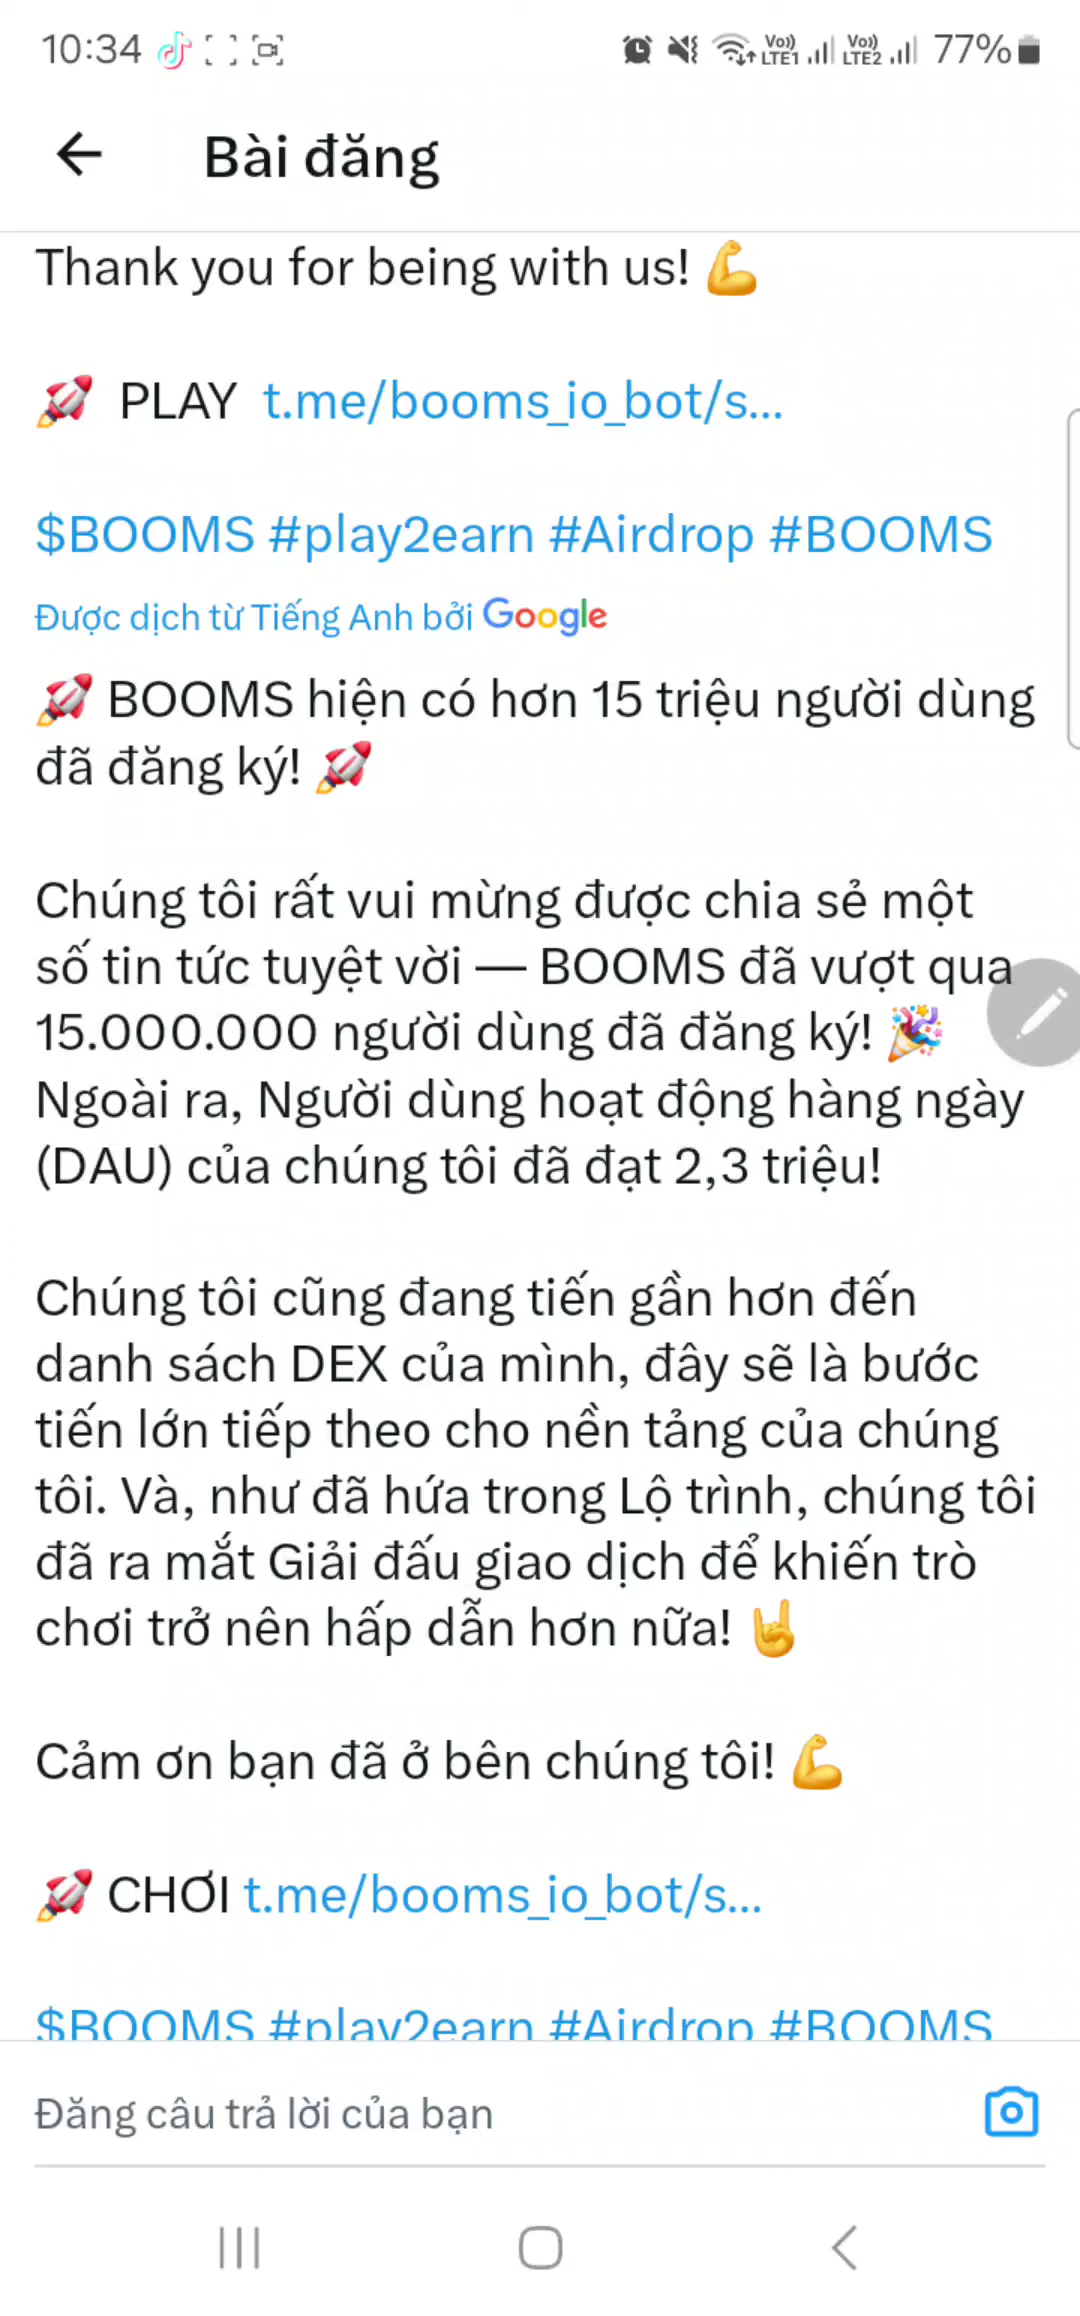 10:34
Vo)) LTE1 Vo)) LTE2 77%
Bài đăng
Thank you for being with us! 💪
🚀 PLAY t.me/booms_io_bot/s...
$BOOMS #play2earn #Airdrop #BOOMS
Được dịch từ Tiếng Anh bởi Google
🚀 BOOMS hiện có hơn 15 triệu người dùng
đã đăng ký! 🚀
Chúng tôi rất vui mừng được chia sẻ một
số tin tức tuyệt vời — BOOMS đã vượt qua
15.000.000 người dùng đã đăng ký! 🎉
Ngoài ra, Người dùng hoạt động hàng ngày
(DAU) của chúng tôi đã đạt 2,3 triệu!
Chúng tôi cũng đang tiến gần hơn đến
danh sách DEX của mình, đây sẽ là bước
tiến lớn tiếp theo cho nền tảng của chúng
tôi. Và, như đã hứa trong Lộ trình, chúng tôi
đã ra mắt Giải đấu giao dịch để khiến trò
chơi trở nên hấp dẫn hơn nữa! 🤘
Cảm ơn bạn đã ở bên chúng tôi! 💪
🚀 CHƠI t.me/booms_io_bot/s...
$BOOMS #play2earn #Airdrop #BOOMS
Đăng câu trả lời của bạn